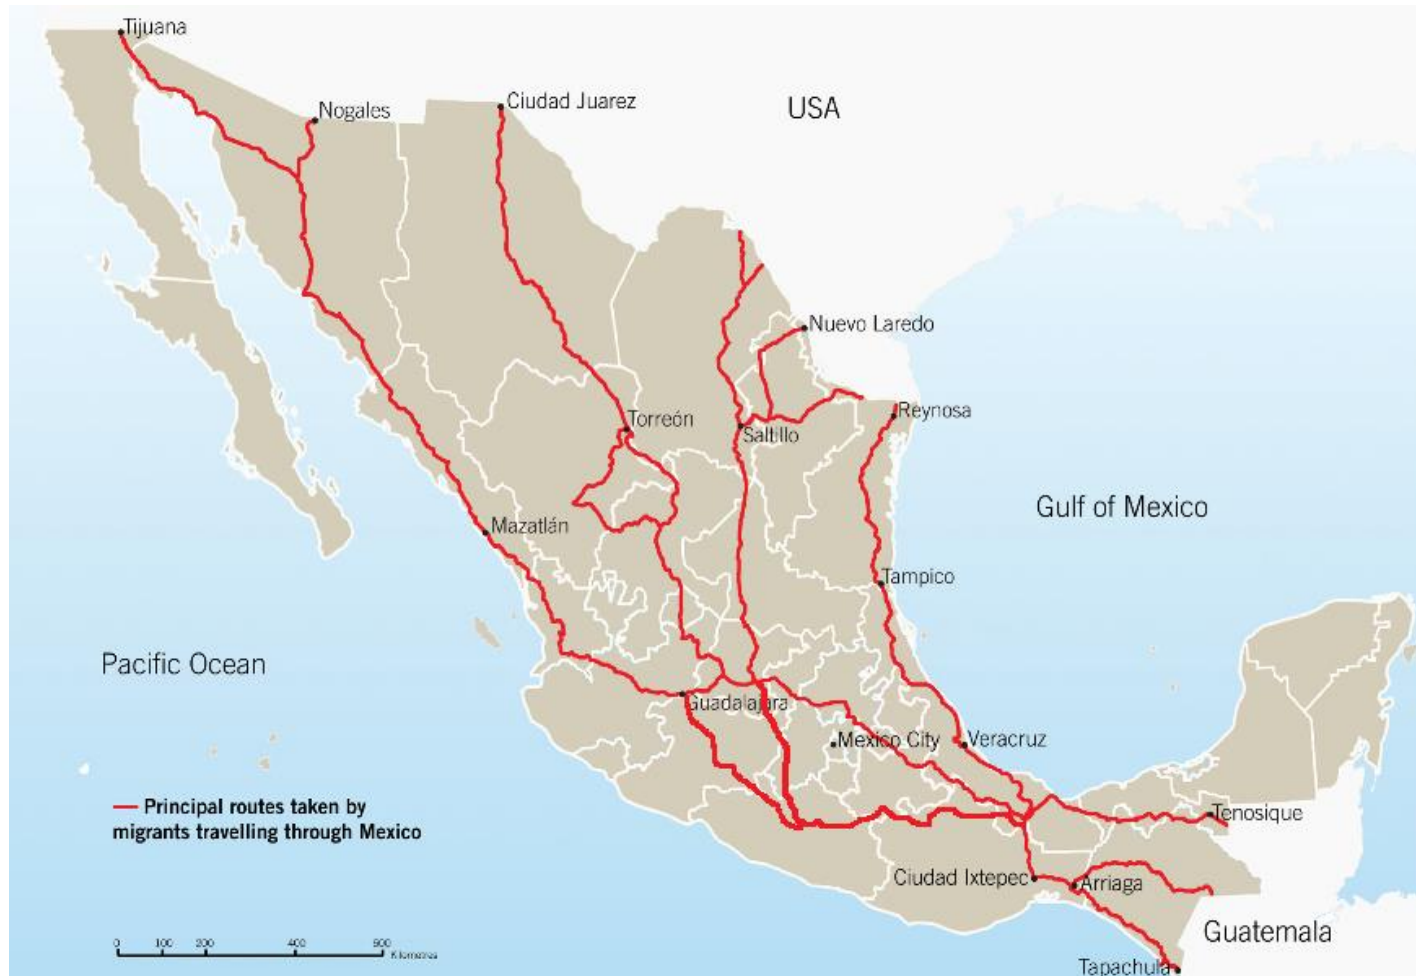 Tijuana
Nogales
Ciudad Juarez
USA
Nuevo Laredo
Reynosa
Torreón
Saltillo
Gulf of Mexico
Mazatlán
Tampico
Pacific Ocean
Guadalajara
Mexico City
Veracruz
Principal routes taken by
migrants travelling through Mexico
Tenosique
Ciudad Ixtepec
Arriaga
Guatemala
0 100 200 400 600
Kilometres
Tapachula